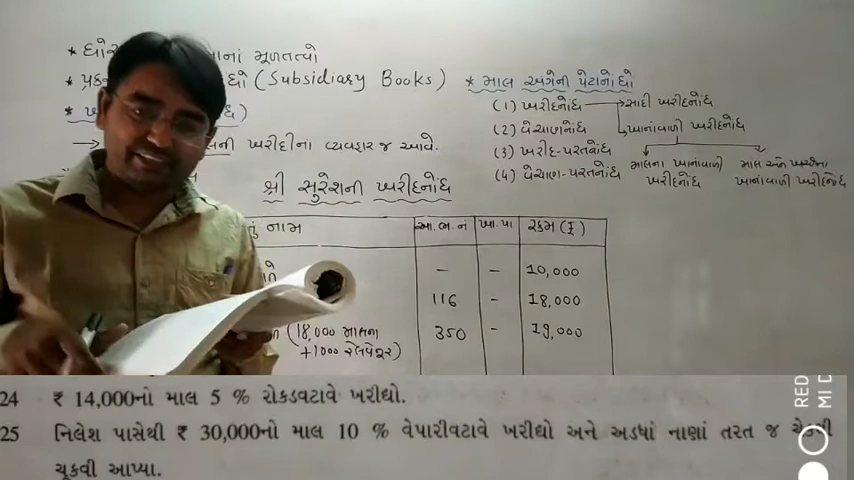 * ધોર નાં મૂળતત્વો
* પ્રક ધો (Subsidiary Books)
* ખ ધ)
→ ની ખરીદીના વ્યવહાર જ આવે.
* માલ અંગેની પેટાનોંધો
(1) ખરીદનોંધ → સાદી ખરીદનોંધ
ખાનાંવાળી ખરીદનોંધ
(2) વેચાણનોંધ
(3) ખરીદ-પરતનોંધ
(4) વેચાણ-પરતનોંધ
માલના ખાનાંવાળી ખરીદનોંધ
માલ અને ખર્ચના ખાનાંવાળી ખરીદનોંધ
શ્રી સુરેશની ખરીદનોંધ
નું નામ આ.ભ.નં ખા.પા રકમ (₹)
- - 10,000
116 - 18,000
(18,000 માલના 350 - 19,000
+1000 રેલવેનૂર)
24 ₹ 14,000નો માલ 5 % રોકડવટાવે ખરીદ્યો.
25 નિલેશ પાસેથી ₹ 30,000નો માલ 10 % વેપારીવટાવે ખરીદ્યો અને અડધાં નાણાં તરત જ
ચૂકવી આપ્યા.
RED
MI D